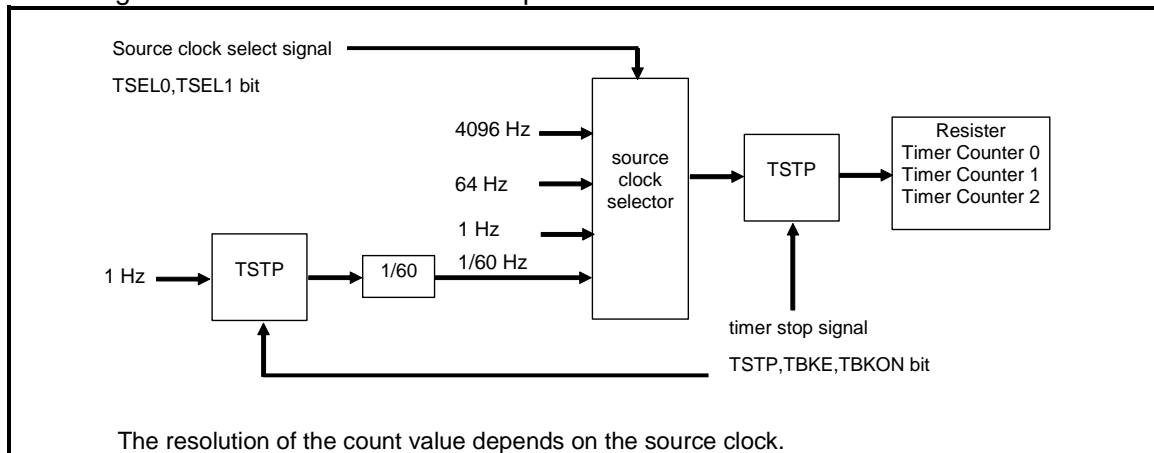 Source clock select signal
TSEL0,TSEL1 bit
4096 Hz
64 Hz
1 Hz
1/60 Hz
source
clock
selector
TSTP
Resister
Timer Counter 0
Timer Counter 1
Timer Counter 2
1 Hz
TSTP
1/60
timer stop signal
TSTP,TBKE,TBKON bit
The resolution of the count value depends on the source clock.